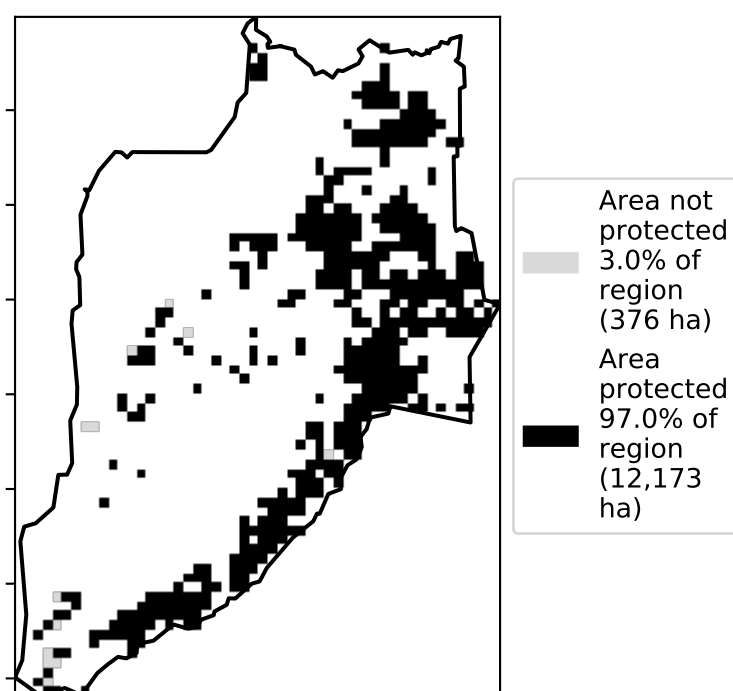 Area not
protected
3.0% of
region
(376 ha)
Area
protected
97.0% of
region
(12,173
ha)